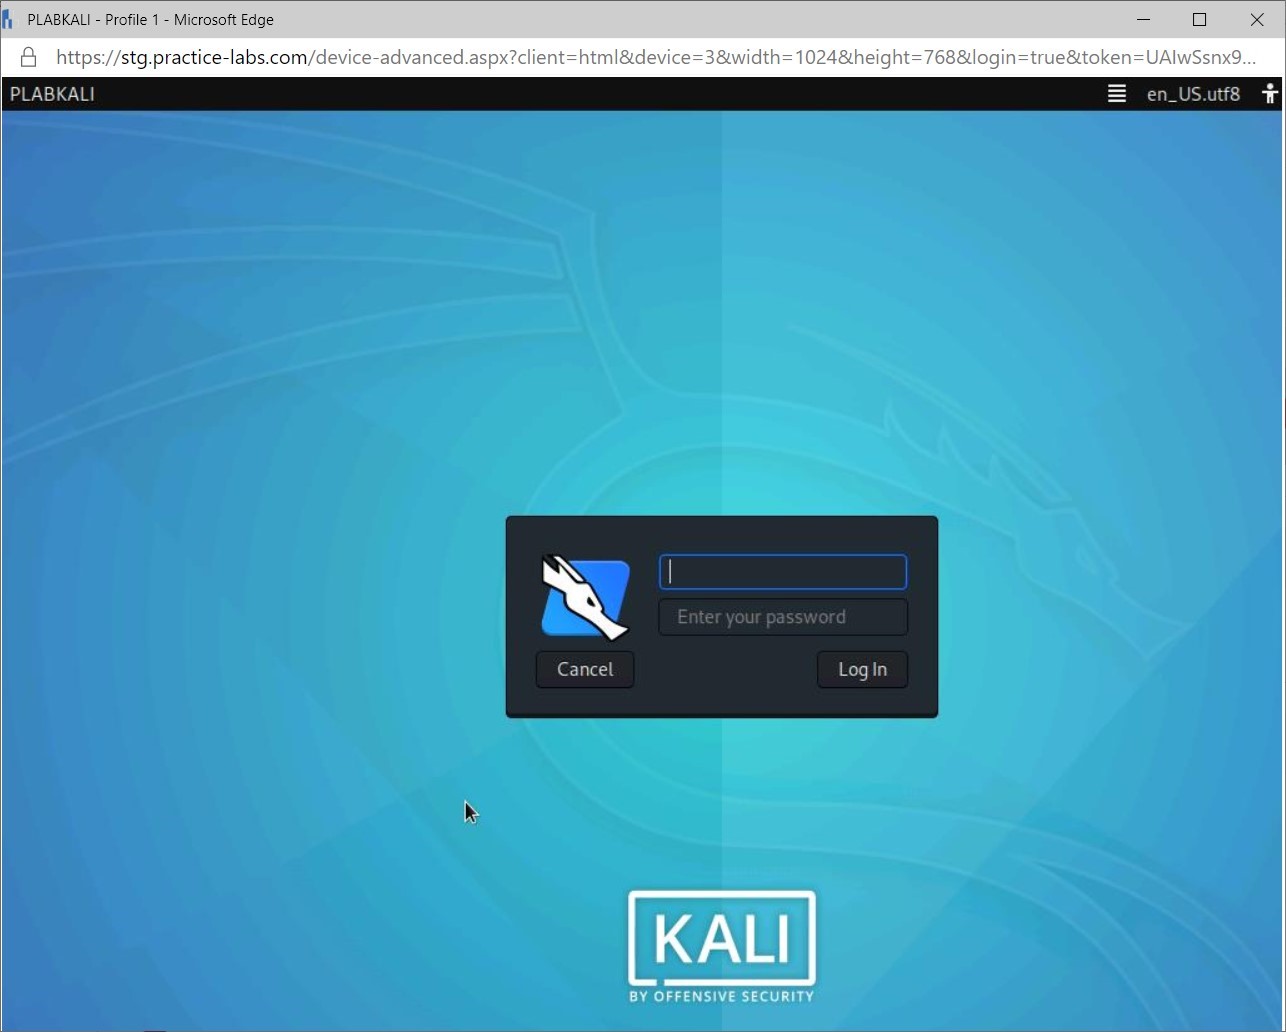 PLABKALI - Profile 1 - Microsoft Edge
https://stg.practice-labs.com/device-advanced.aspx?client=html&device=3&width=1024&height=768&login=true&token=UAIwSsnx9...
PLABKALI en_US.utf8
Enter your password
Cancel Log In
KALI
BY OFFENSIVE SECURITY